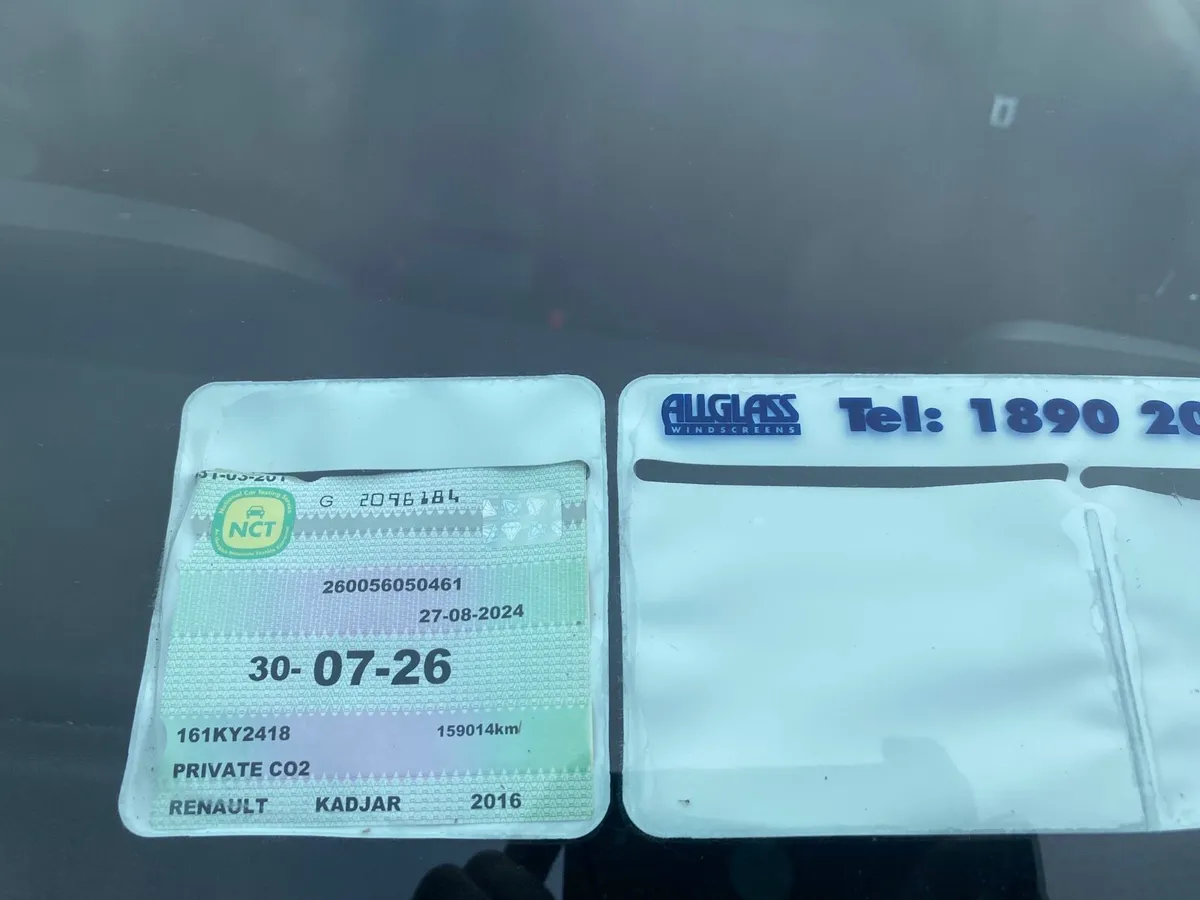 G 2096184
NCT
260056050461
27-08-2024
30- 07-26
161KY2418
159014km
PRIVATE CO2
RENAULT KADJAR 2016
ALLGLASS
WINDSCREENS
Tel: 1890 20